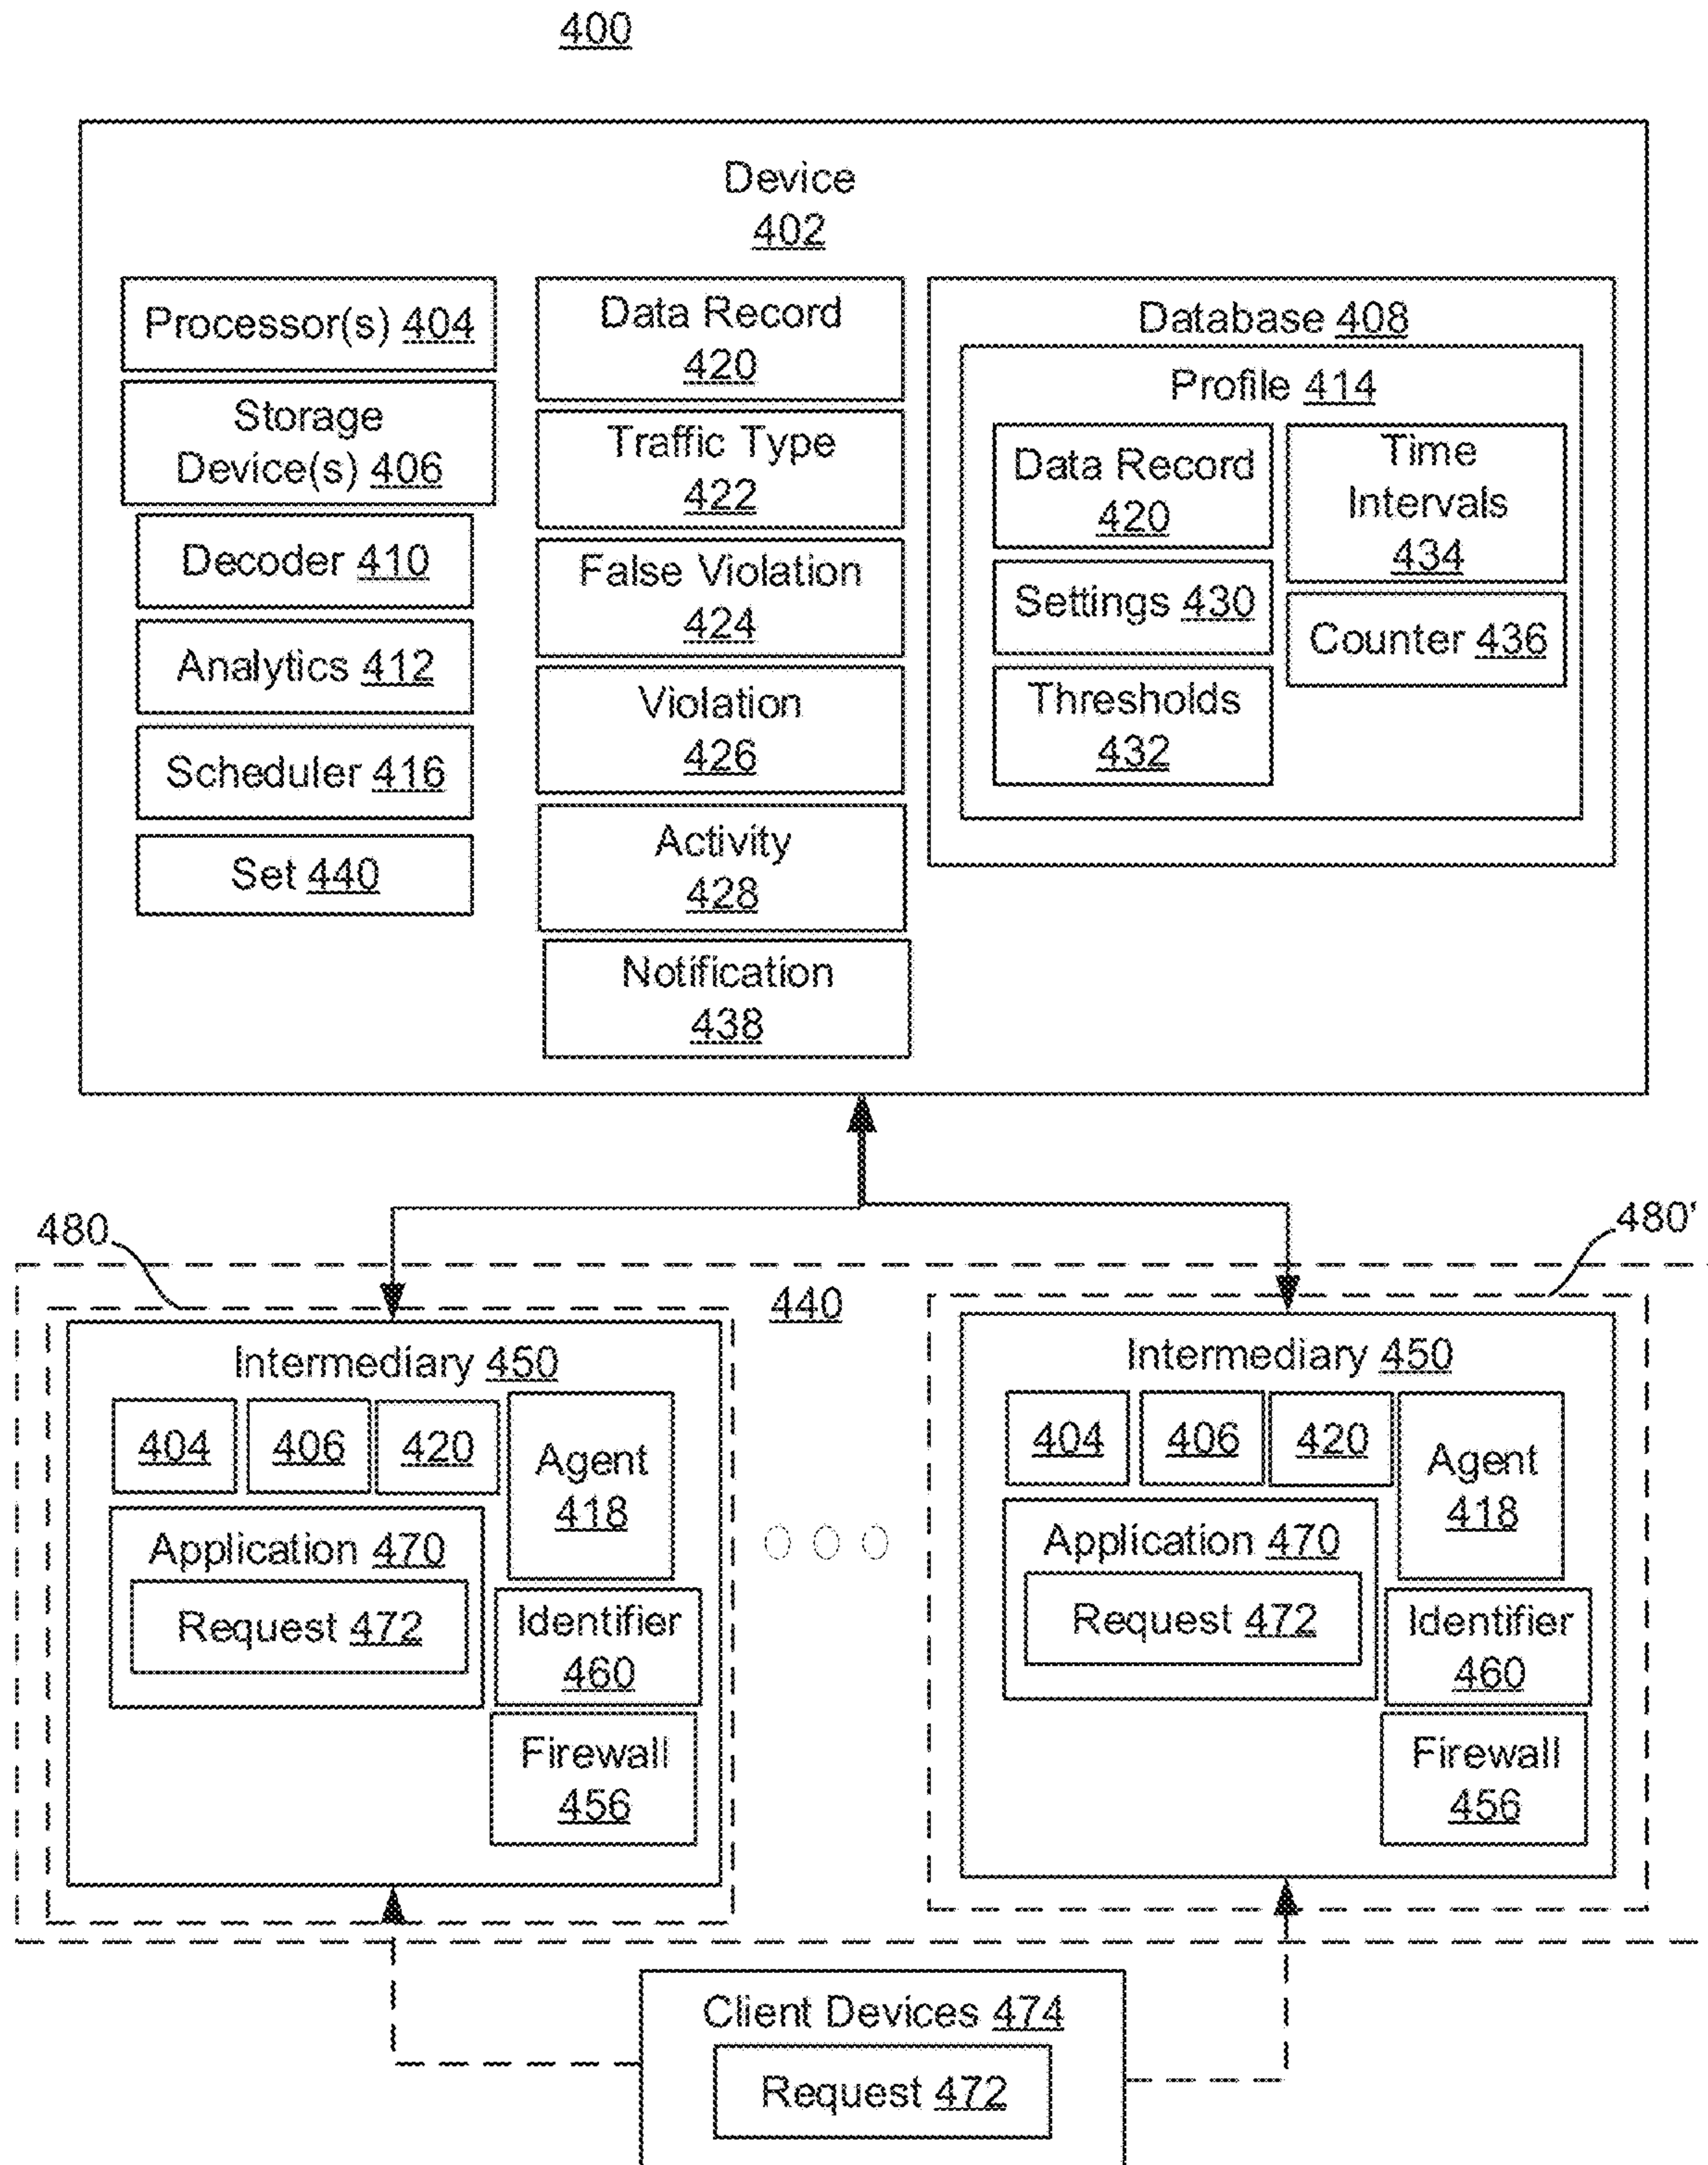 400
Device
402
Processor(s) 404
Storage
Device(s) 406
Decoder 410
Analytics 412
Scheduler 416
Set 440
Data Record
420
Traffic Type
422
False Violation
424
Violation
426
Activity
428
Notification
438
Database 408
Profile 414
Data Record
420
Settings 430
Thresholds
432
Time
Intervals
434
Counter 436
480
480'
440
Intermediary 450
404
406
420
Agent
418
Application 470
Request 472
Identifier
460
Firewall
456
Intermediary 450
404
406
420
Agent
418
Application 470
Request 472
Identifier
460
Firewall
456
Client Devices 474
Request 472